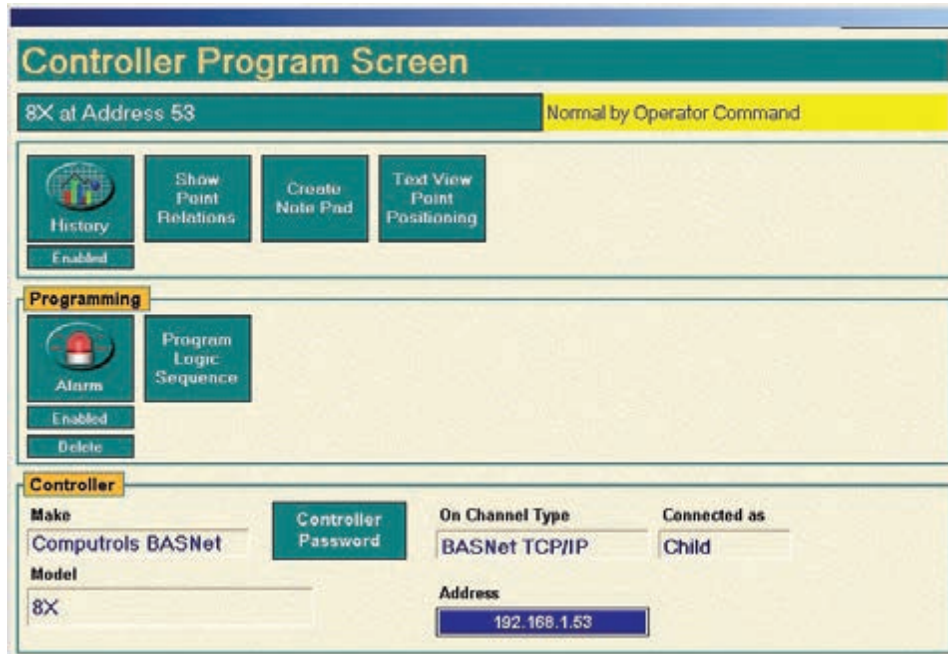 Controller Program Screen
8X at Address 53
Normal by Operator Command
History
Enabled
Show
Point
Relations
Create
Note Pad
Text View
Point
Positioning
Programming
Alarm
Enabled
Delete
Program
Logic
Sequence
Controller
Make
Computrols BASNet
Model
8X
Controller
Password
On Channel Type
BASNet TCP/IP
Connected as
Child
Address
192.168.1.53